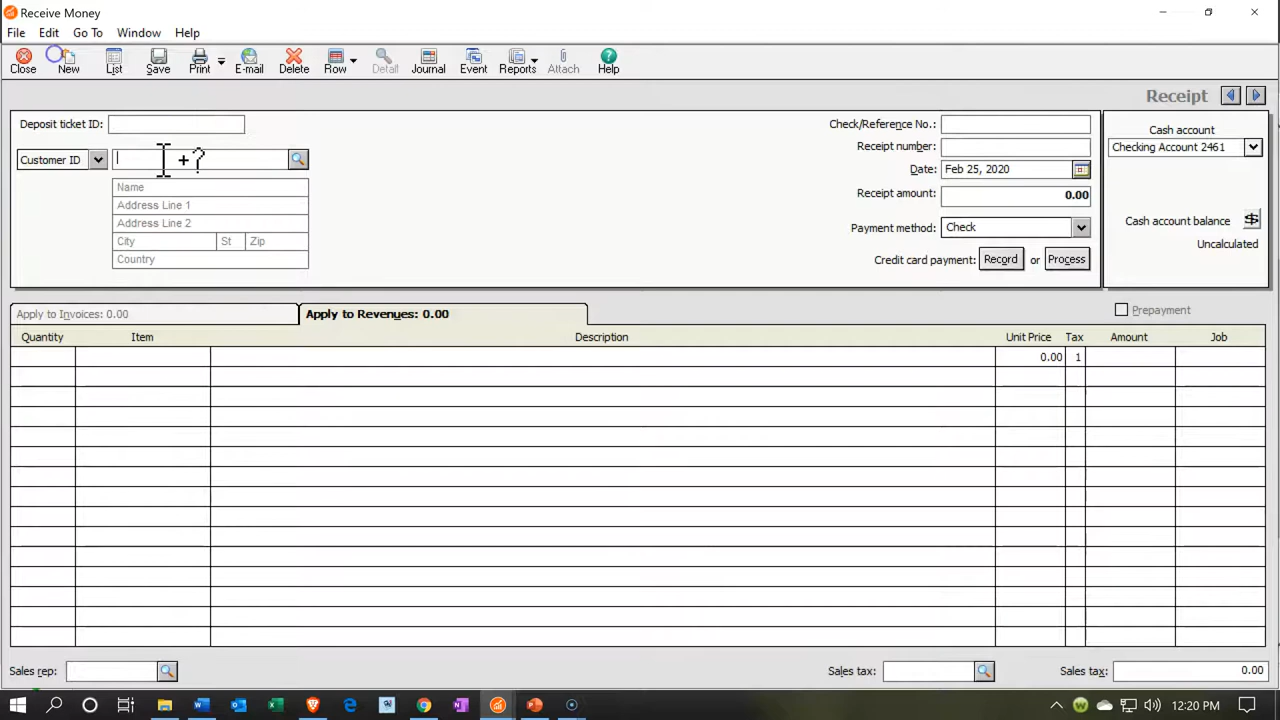 Receive Money
File Edit Go To Window Help
Close New List Save Print E-mail Delete Row Detail Journal Event Reports Attach Help
Receipt
Deposit ticket ID:
Check/Reference No.:
Cash account
Receipt number:
Checking Account 2461
Customer ID
+?
Date: Feb 25, 2020
Name
Receipt amount: 0.00
Address Line 1
Address Line 2
Payment method: Check
Cash account balance
City St Zip
Uncalculated
Country
Credit card payment: Record or Process
Apply to Invoices: 0.00
Apply to Revenues: 0.00
Prepayment
Quantity Item Description Unit Price Tax Amount Job
0.00 1
Sales rep:
Sales tax:
Sales tax: 0.00
12:20 PM